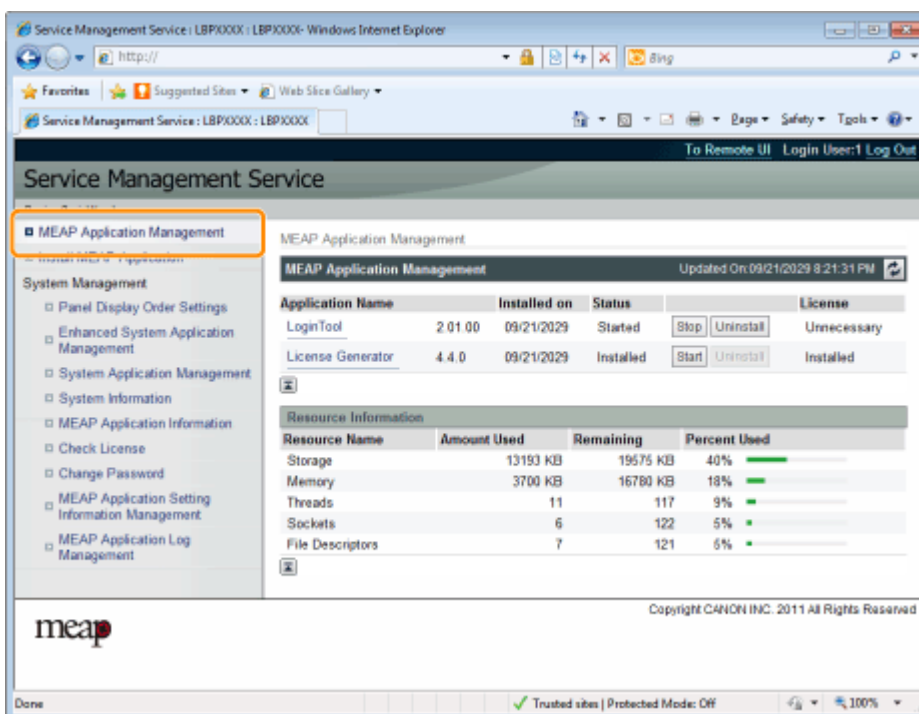 Service Management Service : LBPXXXX : LBPXXXX- Windows Internet Explorer
http://
Bing
Favorites Suggested Sites Web Slice Gallery
Service Management Service : LBPXXXX : LBPXXXX
Page Safety Tools
To Remote UI Login User:1 Log Out
Service Management Service
MEAP Application Management
Install MEAP Application
System Management
Panel Display Order Settings
Enhanced System Application
Management
System Application Management
System Information
MEAP Application Information
Check License
Change Password
MEAP Application Setting
Information Management
MEAP Application Log
Management
MEAP Application Management
MEAP Application Management Updated On:09/21/2029 8:21:31 PM
Application Name Installed on Status License
LoginTool 2.01.00 09/21/2029 Started Stop Uninstall Unnecessary
License Generator 4.4.0 09/21/2029 Installed Start Uninstall Installed
Resource Information
Resource Name Amount Used Remaining Percent Used
Storage 13193 KB 19575 KB 40%
Memory 3700 KB 16780 KB 18%
Threads 11 117 9%
Sockets 6 122 5%
File Descriptors 7 121 6%
Copyright CANON INC. 2011 All Rights Reserved
meap
Done Trusted sites | Protected Mode: Off 100%